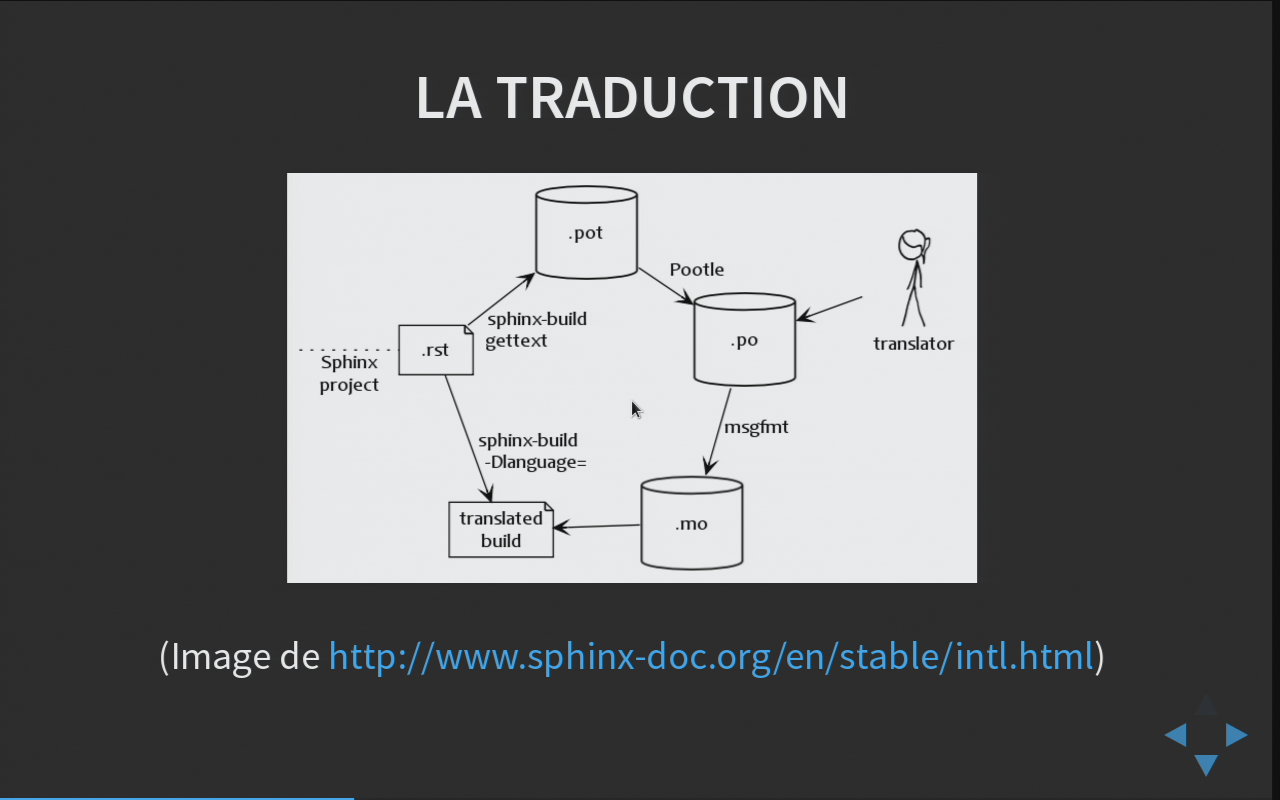 LA TRADUCTION
.pot
Pootle
sphinx-build
gettext
.rst
.po
translator
Sphinx
project
msgfmt
sphinx-build
-Dlanguage=
translated
build
.mo
(Image de http://www.sphinx-doc.org/en/stable/intl.html)